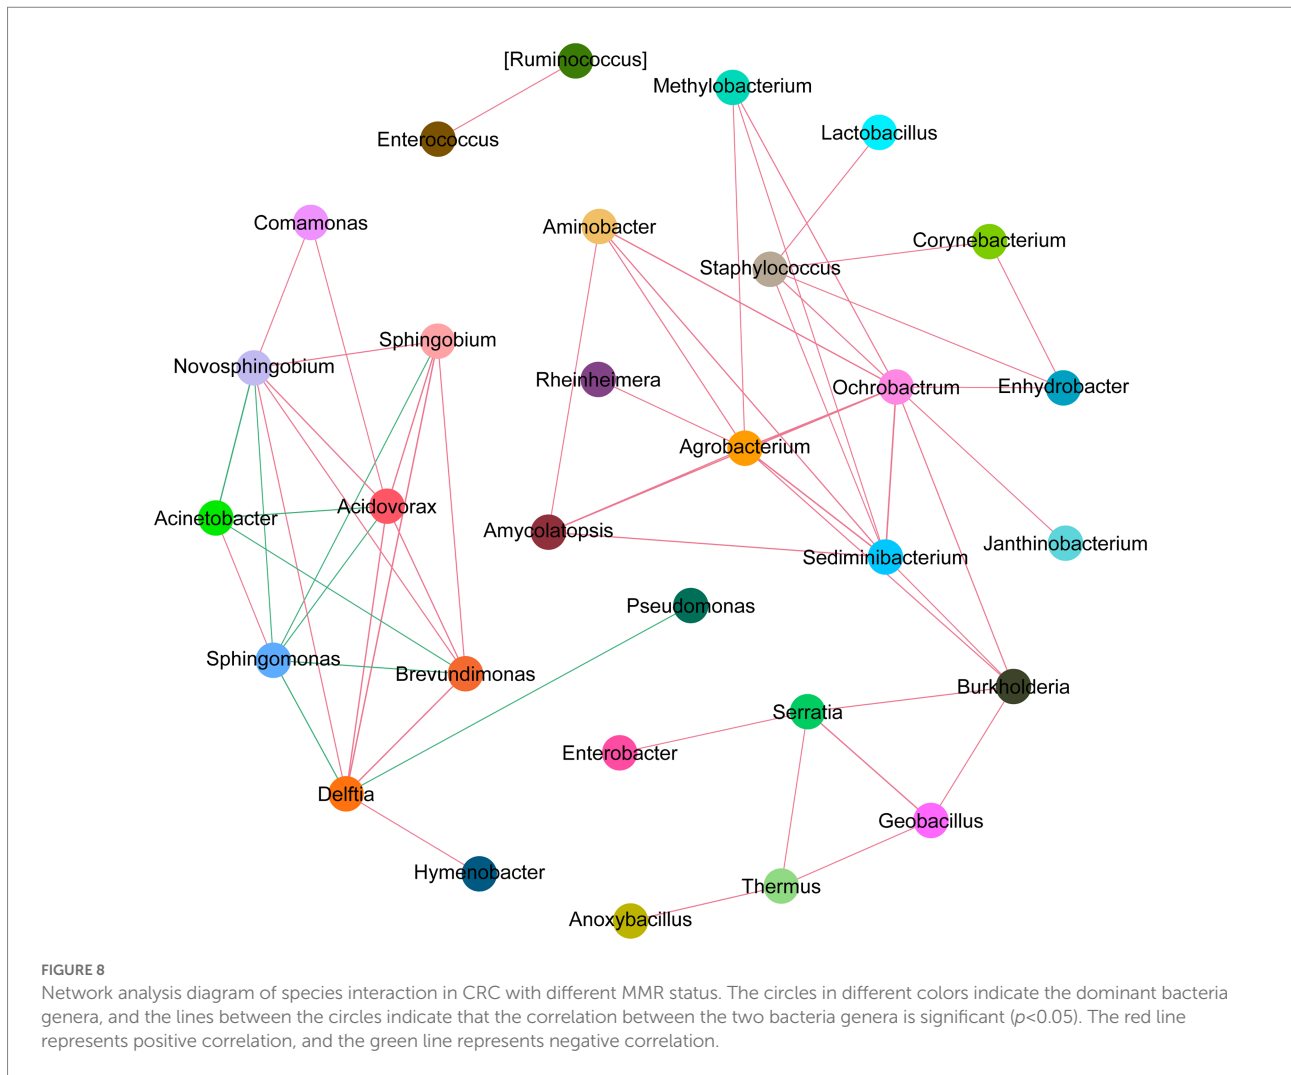 [Ruminococcus]
Methylobacterium
Lactobacillus
Enterococcus
Comamonas
Aminobacter
Corynebacterium
Staphylococcus
Sphingobium
Novosphingobium
Rheinheimera
Ochrobactrum
Enhydrobacter
Agrobacterium
Acidovorax
Acinetobacter
Amycolatopsis
Janthinobacterium
Sediminibacterium
Pseudomonas
Sphingomonas
Brevundimonas
Burkholderia
Serratia
Enterobacter
Delftia
Geobacillus
Hymenobacter
Thermus
Anoxybacillus
FIGURE 8
Network analysis diagram of species interaction in CRC with different MMR status. The circles in different colors indicate the dominant bacteria
genera, and the lines between the circles indicate that the correlation between the two bacteria genera is significant (p<0.05). The red line
represents positive correlation, and the green line represents negative correlation.